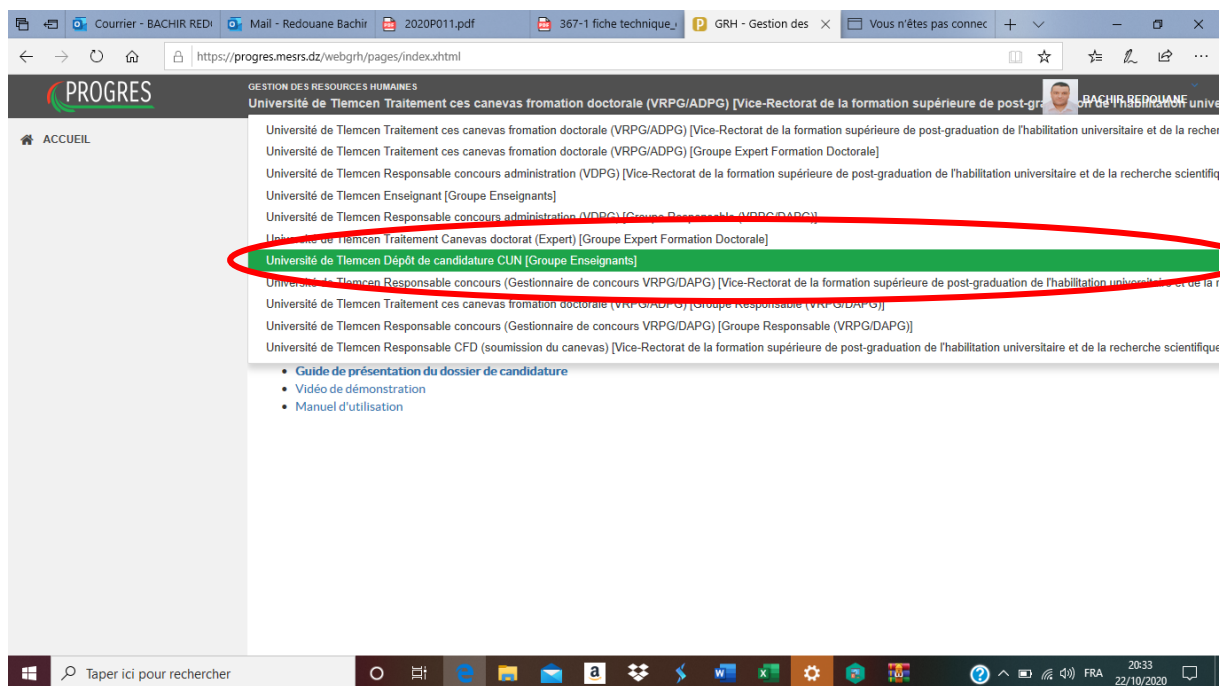 Courrier - BACHIR REDO
Mail - Redouane Bachir
2020P011.pdf
367-1 fiche technique_
GRH - Gestion des
Vous n'êtes pas connec
https://progres.mesrs.dz/webgrh/pages/index.xhtml
PROGRES
GESTION DES RESOURCES HUMAINES
Université de Tlemcen Traitement ces canevas fromation doctorale (VRPG/ADPG) [Vice-Rectorat de la formation supérieure de post-gr
BACHIR REDOUANE
ACCUEIL
Université de Tlemcen Traitement ces canevas fromation doctorale (VRPG/ADPG) [Vice-Rectorat de la formation supérieure de post-graduation de l'habilitation universitaire et de la recher
Université de Tlemcen Traitement ces canevas fromation doctorale (VRPG/ADPG) [Groupe Expert Formation Doctorale]
Université de Tlemcen Responsable concours administration (VDPG) [Vice-Rectorat de la formation supérieure de post-graduation de l'habilitation universitaire et de la recherche scientifiq
Université de Tlemcen Enseignant [Groupe Enseignants]
Université de Tlemcen Responsable concours administration (VDPG) [Groupe Responsable (VRPG/DAPG)]
Université de Tlemcen Traitement Canevas doctorat (Expert) [Groupe Expert Formation Doctorale]
Université de Tlemcen Dépôt de candidature CUN [Groupe Enseignants]
Université de Tlemcen Responsable concours (Gestionnaire de concours VRPG/DAPG) [Vice-Rectorat de la formation supérieure de post-graduation de l'habilitation universitaire et de la r
Université de Tlemcen Traitement ces canevas fromation doctorale (VRPG/ADPG) [Groupe Responsable (VRPG/DAPG)]
Université de Tlemcen Responsable concours (Gestionnaire de concours VRPG/DAPG) [Groupe Responsable (VRPG/DAPG)]
Université de Tlemcen Responsable CFD (soumission du canevas) [Vice-Rectorat de la formation supérieure de post-graduation de l'habilitation universitaire et de la recherche scientifique
Guide de présentation du dossier de candidature
Vidéo de démonstration
Manuel d'utilisation
Taper ici pour rechercher
FRA
20:33
22/10/2020